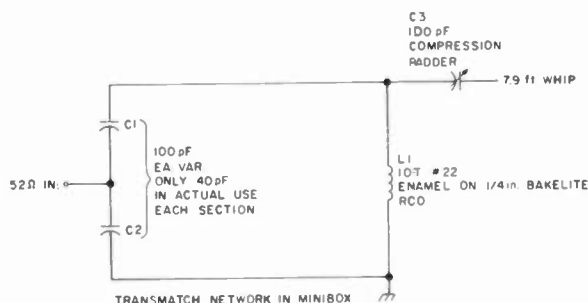 C3
100 pF
COMPRESSION
PADDER
7.9 ft WHIP
C1
100 pF
EA VAR
ONLY 40 pF
IN ACTUAL USE
EACH SECTION
52Ω IN
C2
L1
10T #22
ENAMEL ON 1/4 in. BAKELITE
ROD
TRANSMATCH NETWORK IN MINIBOX